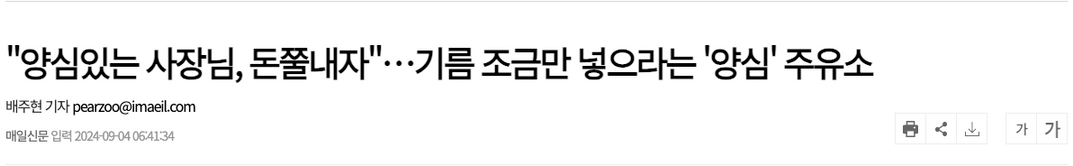 "양심있는 사장님, 돈쭐내자"…기름 조금만 넣으라는 '양심' 주유소
배주현 기자 pearzoo@imaeil.com
매일신문 입력 2024-09-04 06:41:34
가 가